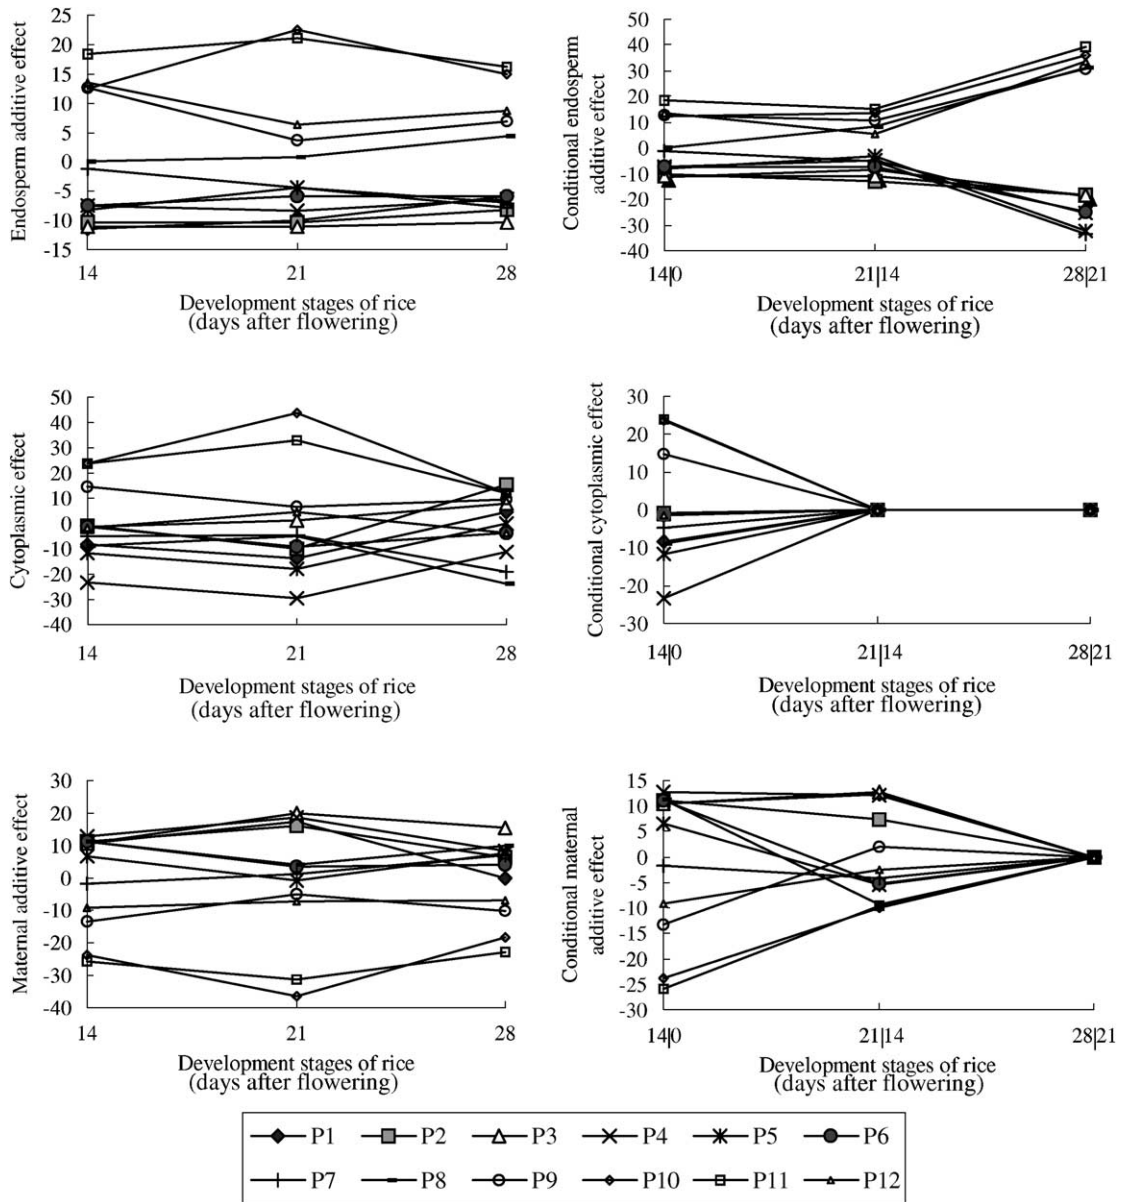 Endosperm additive effect
25
20
15
10
5
0
-5
-10
-15
14 21 28
Development stages of rice
(days after flowering)
Conditional endosperm
additive effect
50
40
30
20
10
0
-10
-20
-30
-40
14|0 21|14 28|21
Development stages of rice
(days after flowering)
Cytoplasmic effect
50
40
30
20
10
0
-10
-20
-30
-40
14 21 28
Development stages of rice
(days after flowering)
Conditional cytoplasmic effect
30
20
10
0
-10
-20
-30
14|0 21|14 28|21
Development stages of rice
(days after flowering)
Maternal additive effect
30
20
10
0
-10
-20
-30
-40
14 21 28
Development stages of rice
(days after flowering)
Conditional maternal
additive effect
15
10
5
0
-5
-10
-15
-20
-25
-30
14|0 21|14 28|21
Development stages of rice
(days after flowering)
P1 P2 P3 P4 P5 P6
P7 P8 P9 P10 P11 P12